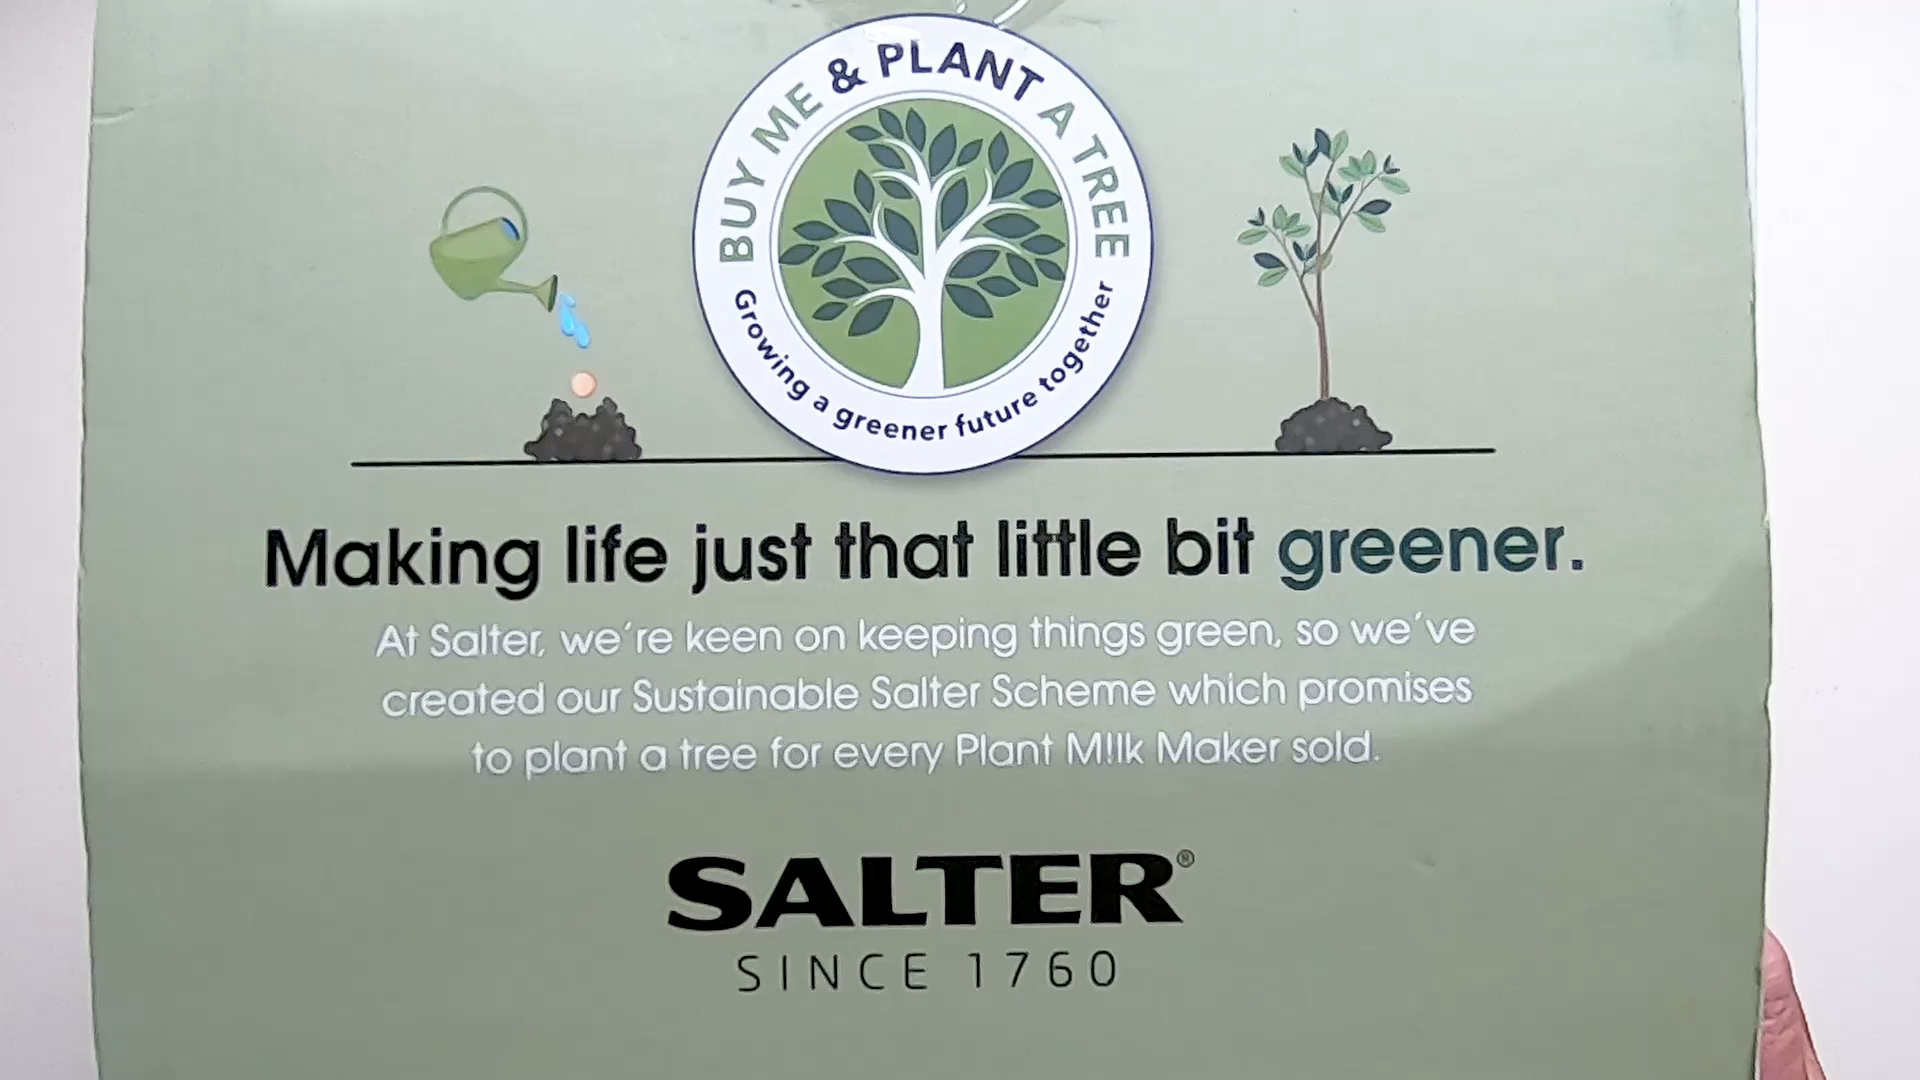 BUY ME & PLANT A TREE
Growing a greener future together
Making life just that little bit greener.
At Salter, we're keen on keeping things green, so we've
created our Sustainable Salter Scheme which promises
to plant a tree for every Plant M!lk Maker sold.
SALTER®
SINCE 1760